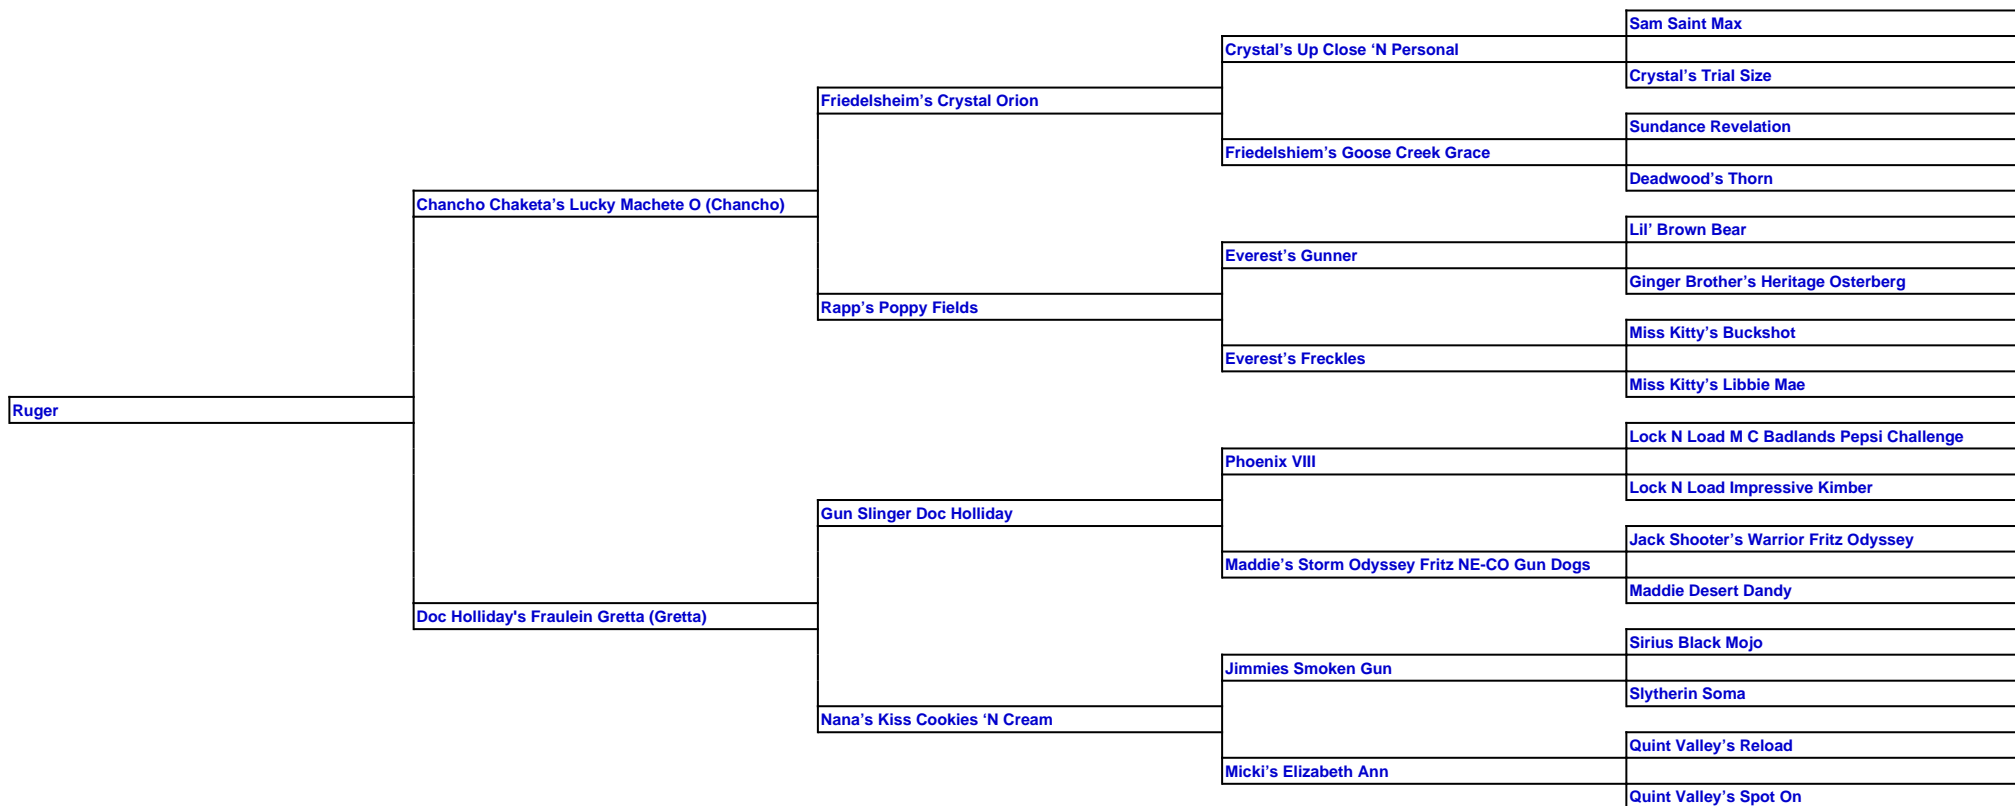 Sam Saint Max
Crystal’s Up Close ‘N Personal
Crystal’s Trial Size
Friedelsheim’s Crystal Orion
Sundance Revelation
Friedelshiem’s Goose Creek Grace
Deadwood’s Thorn
Chancho Chaketa’s Lucky Machete O (Chancho)
Lil’ Brown Bear
Everest’s Gunner
Ginger Brother’s Heritage Osterberg
Rapp’s Poppy Fields
Miss Kitty’s Buckshot
Everest’s Freckles
Miss Kitty’s Libbie Mae
Ruger
Lock N Load M C Badlands Pepsi Challenge
Phoenix VIII
Lock N Load Impressive Kimber
Gun Slinger Doc Holliday
Jack Shooter’s Warrior Fritz Odyssey
Maddie’s Storm Odyssey Fritz NE-CO Gun Dogs
Maddie Desert Dandy
Doc Holliday's Fraulein Gretta (Gretta)
Sirius Black Mojo
Jimmies Smoken Gun
Slytherin Soma
Nana’s Kiss Cookies ‘N Cream
Quint Valley’s Reload
Micki’s Elizabeth Ann
Quint Valley’s Spot On